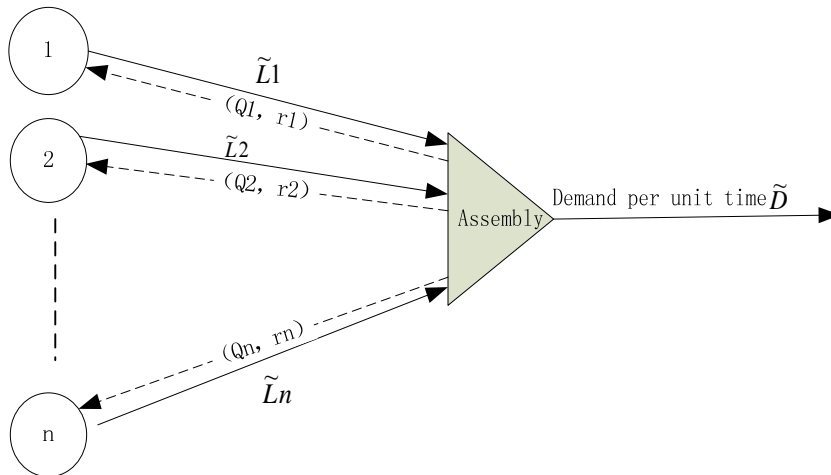 1
L̃1
(Q1, r1)
2
L̃2
(Q2, r2)
Assembly
Demand per unit time D̃
(Qn, rn)
L̃n
n